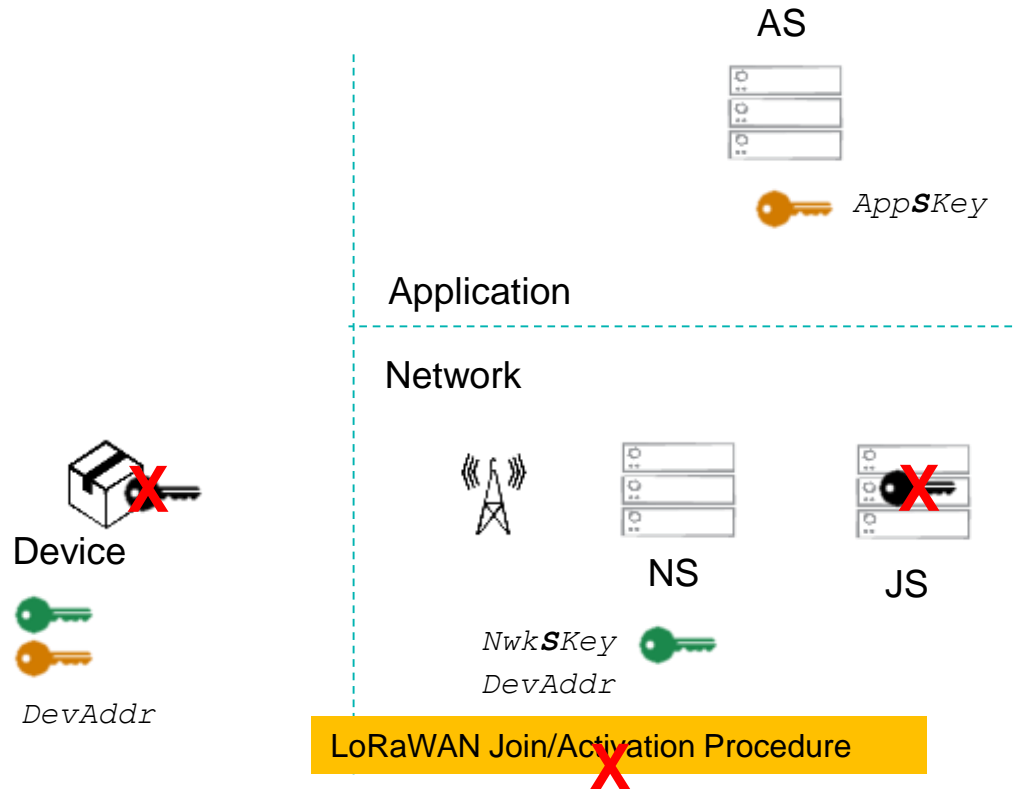 AS
AppSKey
Application
Network
Device
NS
JS
NwkSKey
DevAddr
DevAddr
LoRaWAN Join/Activation Procedure
X
X
X